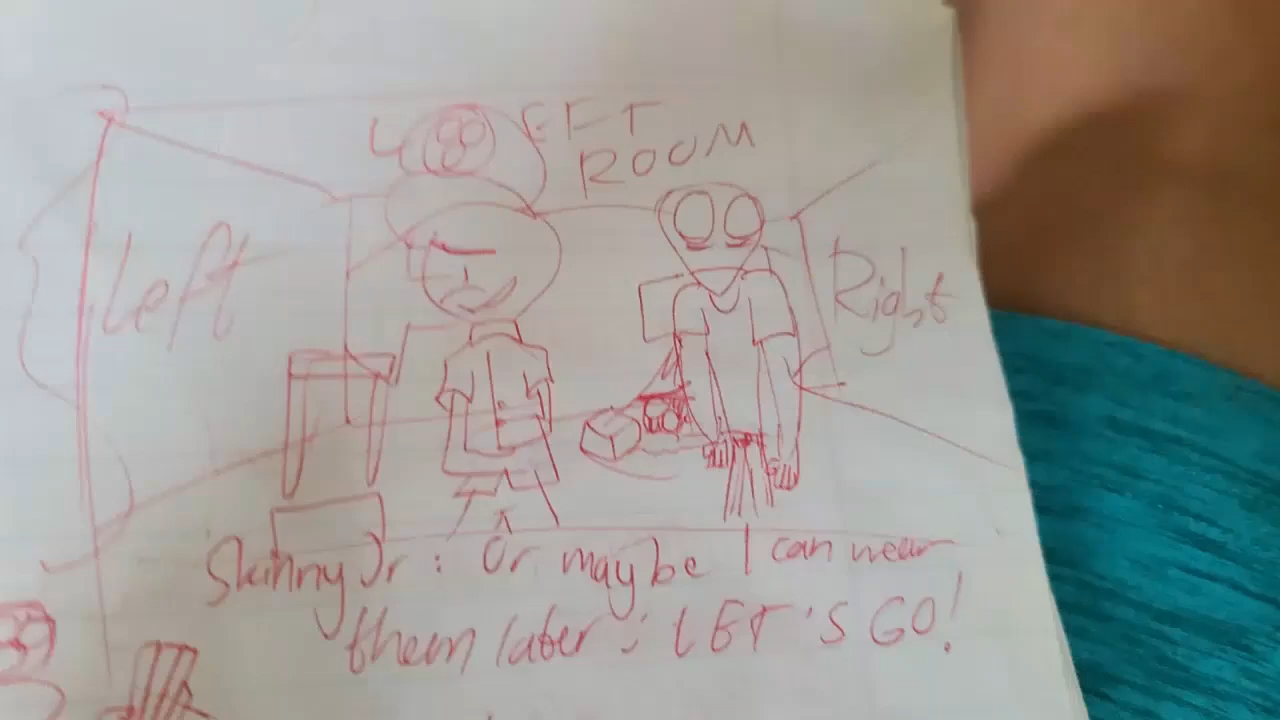 LEFT
ROOM
Left
Right
Skinny Jr : Or maybe I can wear
them later ; LET'S GO!